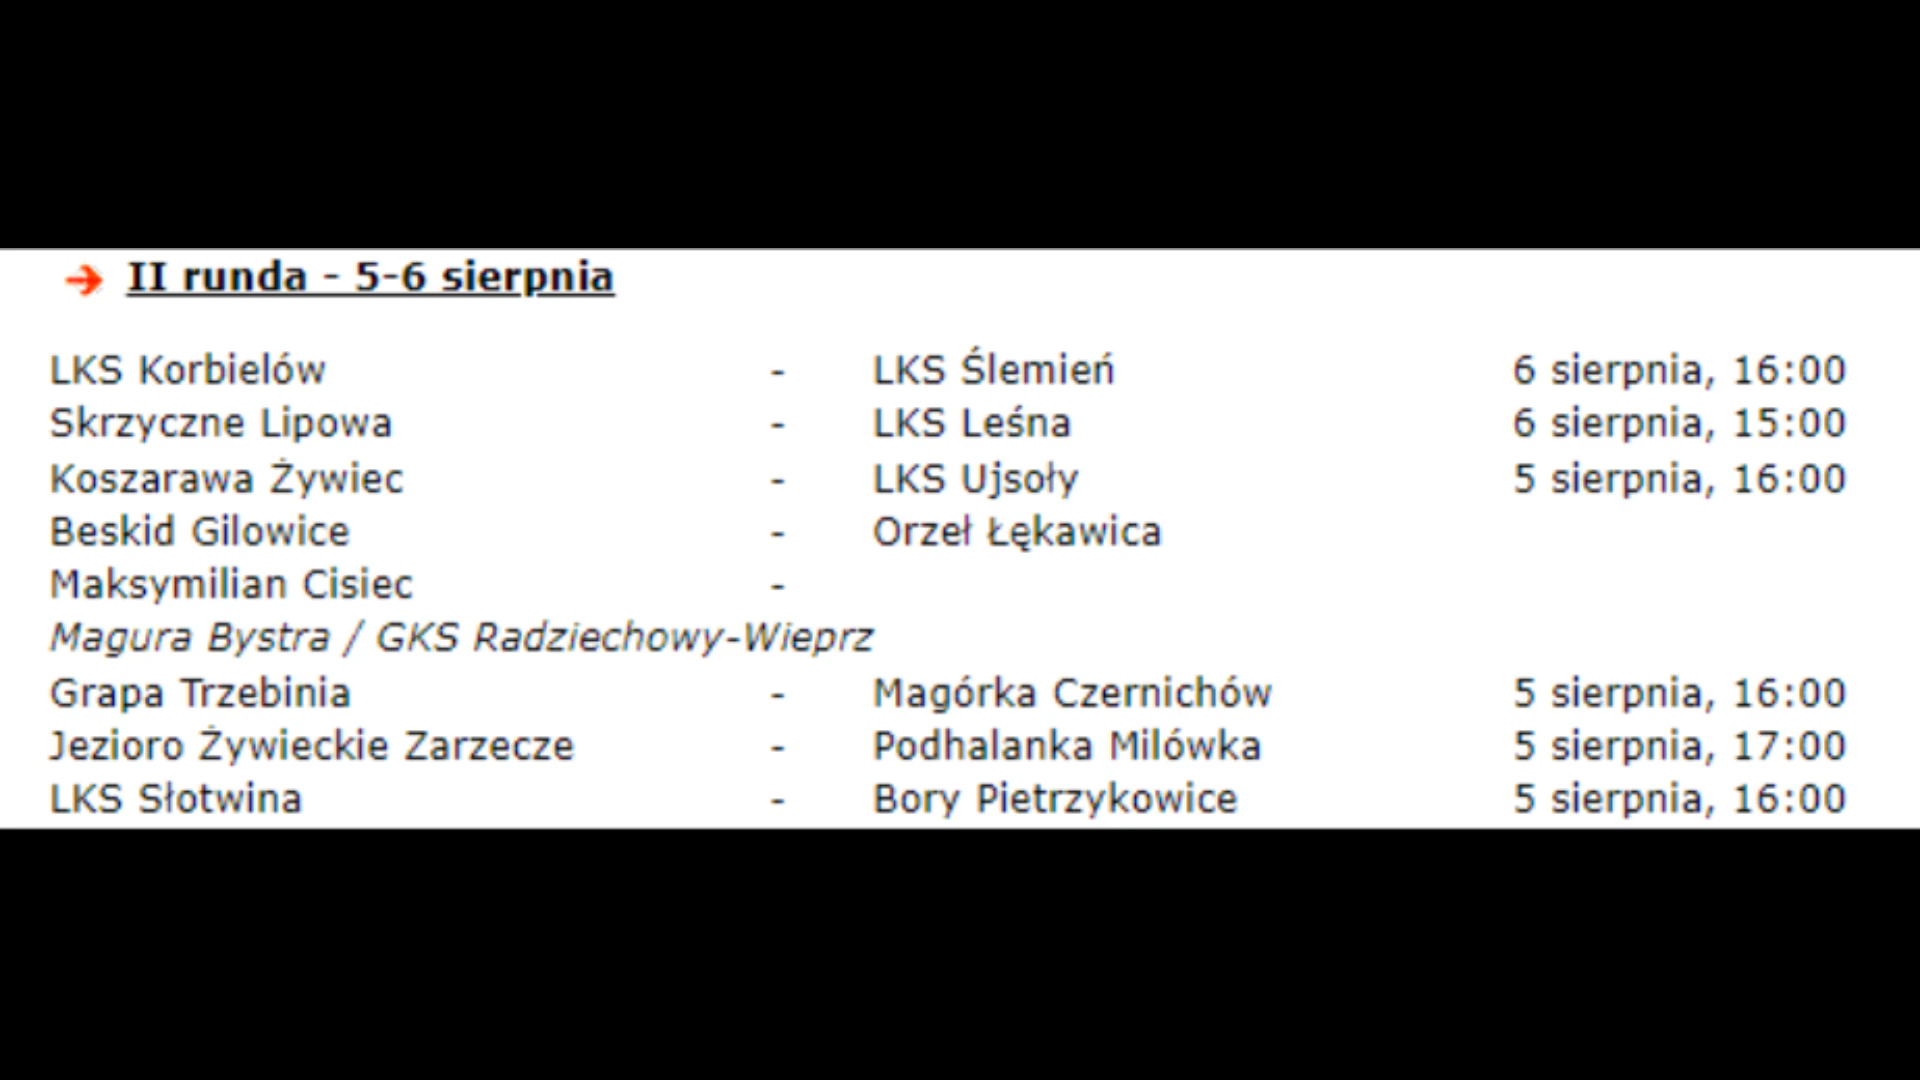 II runda - 5-6 sierpnia
LKS Korbielów - LKS Ślemień 6 sierpnia, 16:00
Skrzyczne Lipowa - LKS Leśna 6 sierpnia, 15:00
Koszarawa Żywiec - LKS Ujsoły 5 sierpnia, 16:00
Beskid Gilowice - Orzeł Łękawica
Maksymilian Cisiec -
Magura Bystra / GKS Radziechowy-Wieprz
Grapa Trzebinia - Magórka Czernichów 5 sierpnia, 16:00
Jezioro Żywieckie Zarzecze - Podhalanka Milówka 5 sierpnia, 17:00
LKS Słotwina - Bory Pietrzykowice 5 sierpnia, 16:00